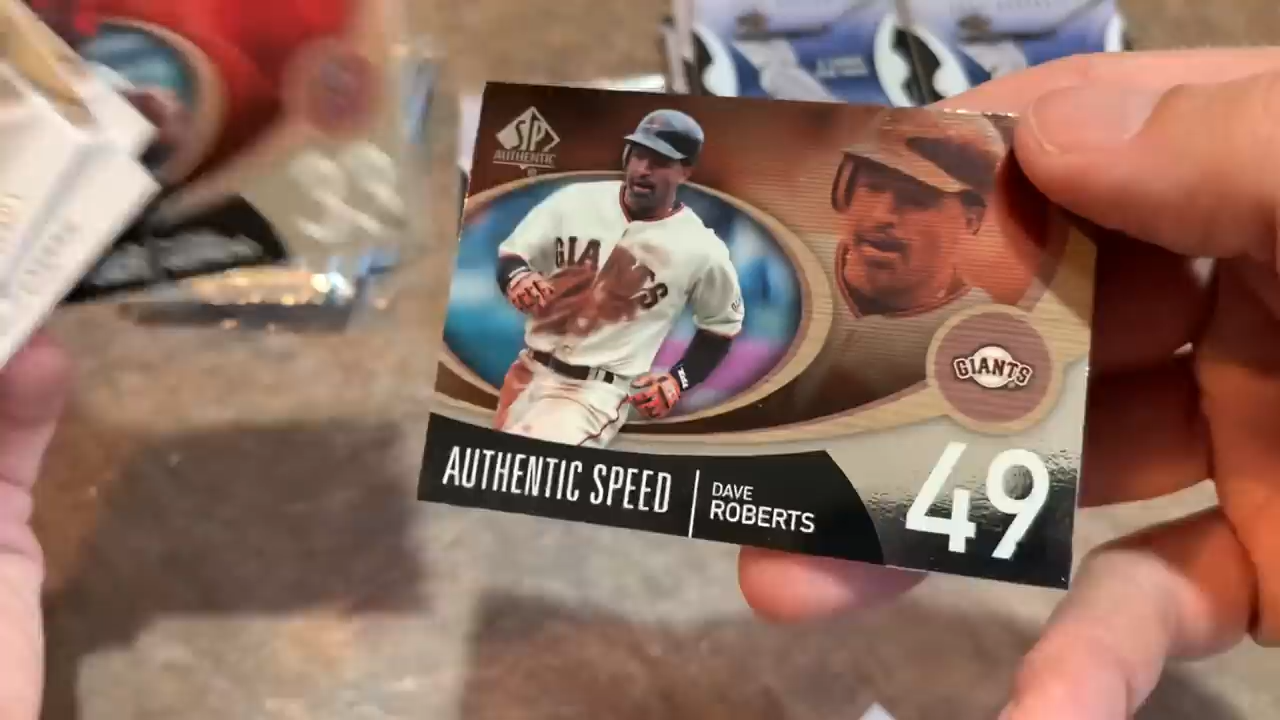 SP
AUTHENTIC
GIANTS
GIANTS
AUTHENTIC SPEED
DAVE
ROBERTS
49